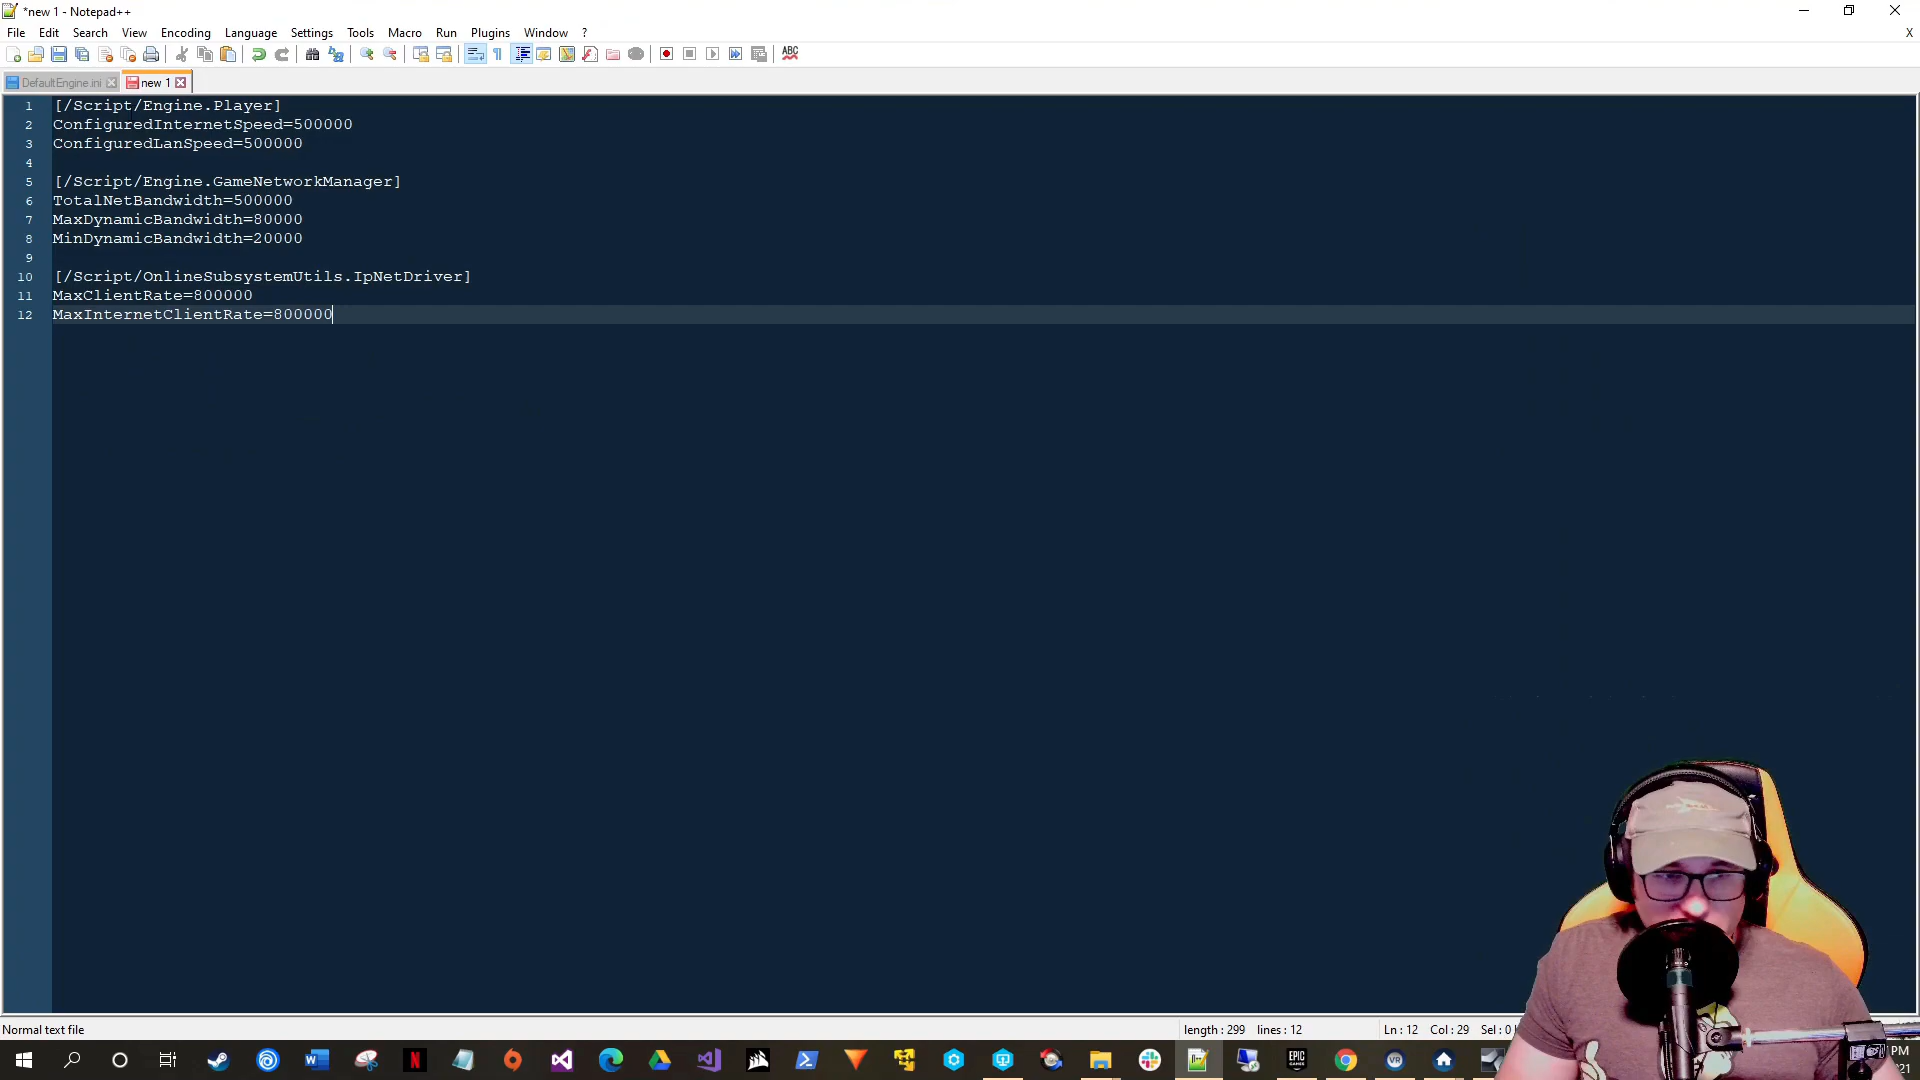 *new 1 - Notepad++
File Edit Search View Encoding Language Settings Tools Macro Run Plugins Window ? X
DefaultEngine.ini new 1
1 [/Script/Engine.Player]
2 ConfiguredInternetSpeed=500000
3 ConfiguredLanSpeed=500000
4
5 [/Script/Engine.GameNetworkManager]
6 TotalNetBandwidth=500000
7 MaxDynamicBandwidth=80000
8 MinDynamicBandwidth=20000
9
10 [/Script/OnlineSubsystemUtils.IpNetDriver]
11 MaxClientRate=800000
12 MaxInternetClientRate=800000
Normal text file length : 299 lines : 12 Ln : 12 Col : 29 Sel : 0
PM